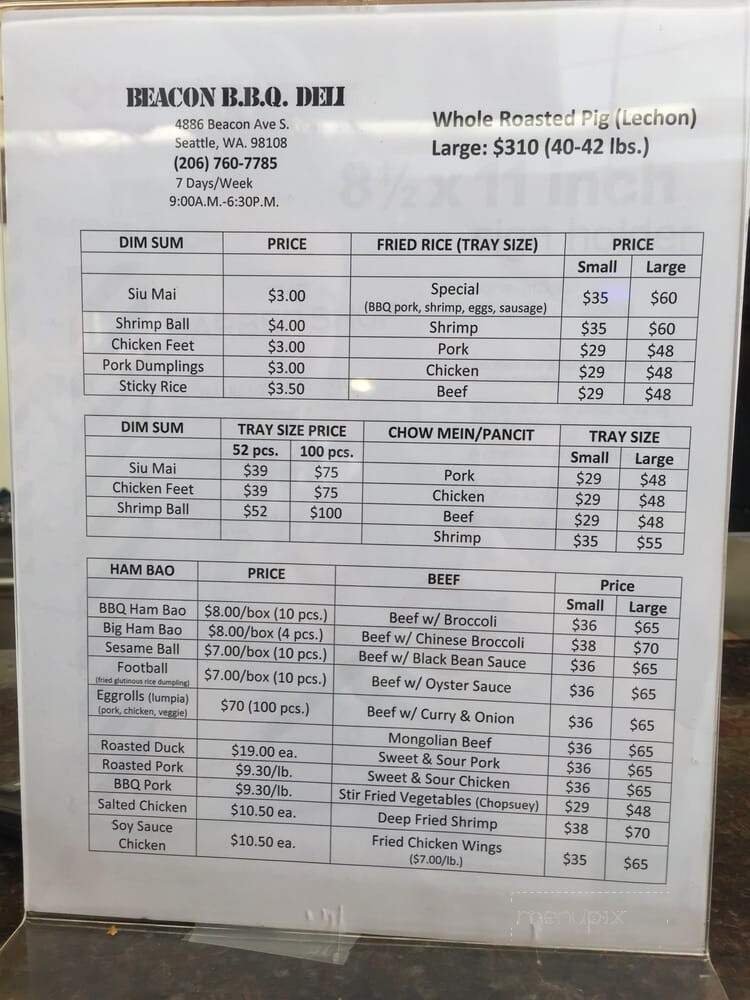 BEACON B.B.Q. DELI
4886 Beacon Ave S.
Seattle, WA. 98108
(206) 760-7785
7 Days/Week
9:00A.M.-6:30P.M.
Whole Roasted Pig (Lechon)
Large: $310 (40-42 lbs.)
8½ x 11 inch
DIM SUM PRICE FRIED RICE (TRAY SIZE) PRICE
Small Large
Siu Mai $3.00 Special (BBQ pork, shrimp, eggs, sausage) $35 $60
Shrimp Ball $4.00 Shrimp $35 $60
Chicken Feet $3.00 Pork $29 $48
Pork Dumplings $3.00 Chicken $29 $48
Sticky Rice $3.50 Beef $29 $48
DIM SUM TRAY SIZE PRICE CHOW MEIN/PANCIT TRAY SIZE
52 pcs. 100 pcs. Small Large
Siu Mai $39 $75 Pork $29 $48
Chicken Feet $39 $75 Chicken $29 $48
Shrimp Ball $52 $100 Beef $29 $48
Shrimp $35 $55
HAM BAO PRICE BEEF Price
Small Large
BBQ Ham Bao $8.00/box (10 pcs.) Beef w/ Broccoli $36 $65
Big Ham Bao $8.00/box (4 pcs.) Beef w/ Chinese Broccoli $38 $70
Sesame Ball $7.00/box (10 pcs.) Beef w/ Black Bean Sauce $36 $65
Football (fried glutinous rice dumpling) $7.00/box (10 pcs.) Beef w/ Oyster Sauce $36 $65
Eggrolls (lumpia) (pork, chicken, veggie) $70 (100 pcs.) Beef w/ Curry & Onion $36 $65
Mongolian Beef $36 $65
Roasted Duck $19.00 ea. Sweet & Sour Pork $36 $65
Roasted Pork $9.30/lb. Sweet & Sour Chicken $36 $65
BBQ Pork $9.30/lb. Stir Fried Vegetables (Chopsuey) $29 $48
Salted Chicken $10.50 ea. Deep Fried Shrimp $38 $70
Soy Sauce Chicken $10.50 ea. Fried Chicken Wings ($7.00/lb.) $35 $65
menupix